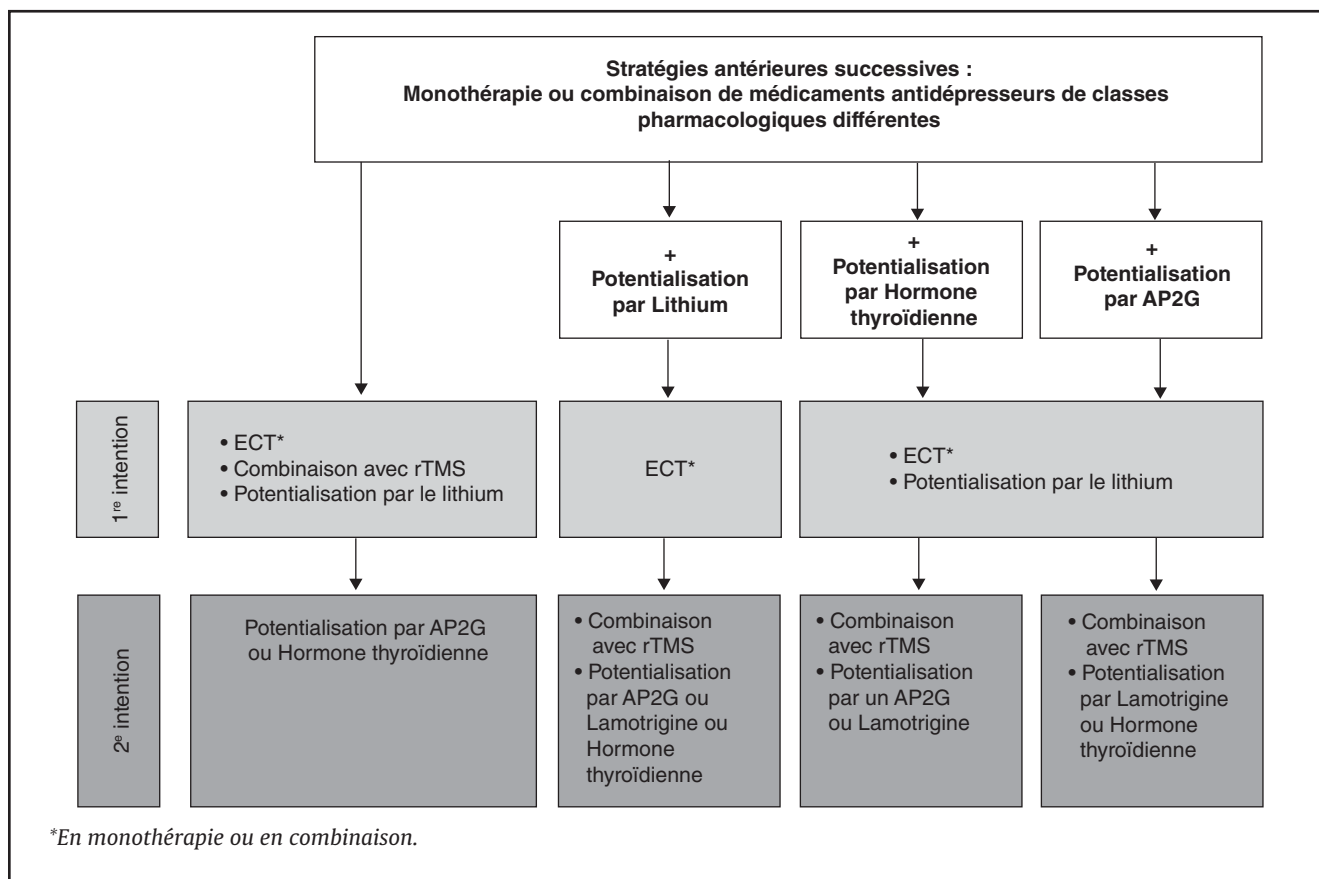 Stratégies antérieures successives :
Monothérapie ou combinaison de médicaments antidépresseurs de classes
pharmacologiques différentes
+
Potentialisation
par Lithium
+
Potentialisation
par Hormone
thyroïdienne
+
Potentialisation
par AP2G
1re intention
• ECT*
• Combinaison avec rTMS
• Potentialisation par le lithium
ECT*
• ECT*
• Potentialisation par le lithium
2e intention
Potentialisation par AP2G
ou Hormone thyroïdienne
• Combinaison
avec rTMS
• Potentialisation
par AP2G ou
Lamotrigine ou
Hormone
thyroïdienne
• Combinaison
avec rTMS
• Potentialisation
par un AP2G
ou Lamotrigine
• Combinaison
avec rTMS
• Potentialisation
par Lamotrigine
ou Hormone
thyroïdienne
*En monothérapie ou en combinaison.